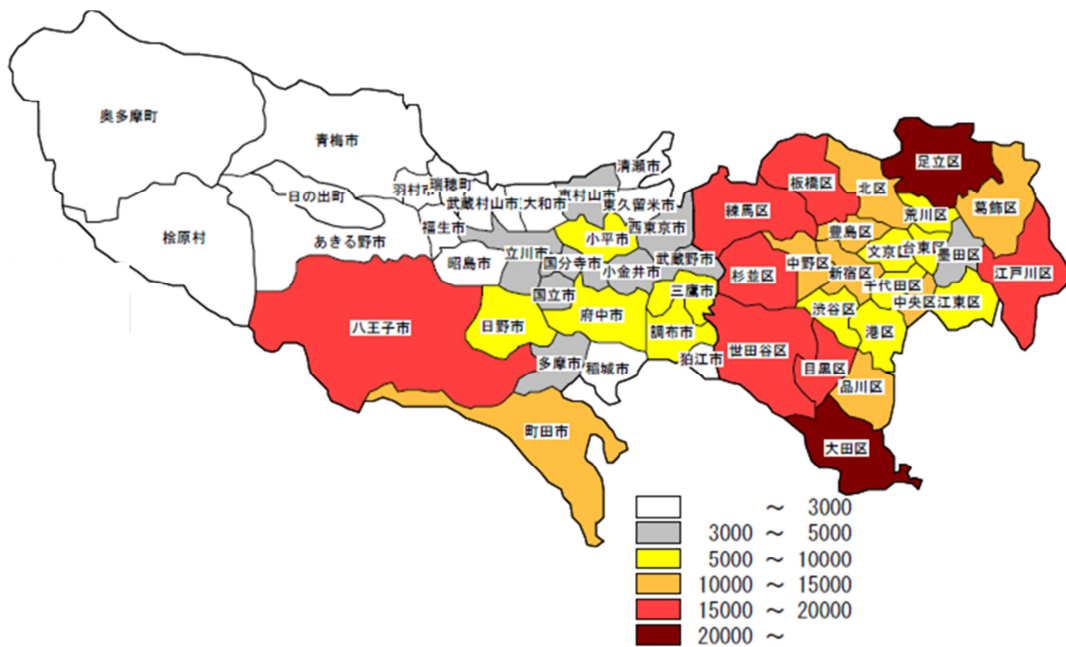 奥多摩町
青梅市
日の出町
桧原村
あきる野市
羽村市
瑞穂町
武蔵村山市
大和市
東村山市
清瀬市
東久留米市
福生市
昭島市
立川市
小平市
西東京市
国分寺市
小金井市
武蔵野市
国立市
三鷹市
府中市
日野市
調布市
八王子市
多摩市
稲城市
狛江市
町田市
練馬区
板橋区
北区
足立区
葛飾区
荒川区
豊島区
文京区
台東区
墨田区
江戸川区
杉並区
中野区
新宿区
千代田区
中央区
江東区
渋谷区
港区
世田谷区
目黒区
品川区
大田区
～ 3000
3000 ～ 5000
5000 ～ 10000
10000 ～ 15000
15000 ～ 20000
20000 ～